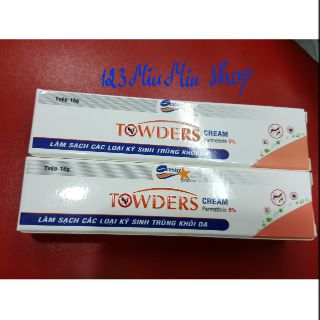 123 Miu Miu Shop
Tuýp 15g
TOWDERS
CREAM
Permethrin 5%
LÀM SẠCH CÁC LOẠI KÝ SINH TRÙNG KHỎI DA
Tuýp 15g
TOWDERS
CREAM
Permethrin 5%
LÀM SẠCH CÁC LOẠI KÝ SINH TRÙNG KHỎI DA